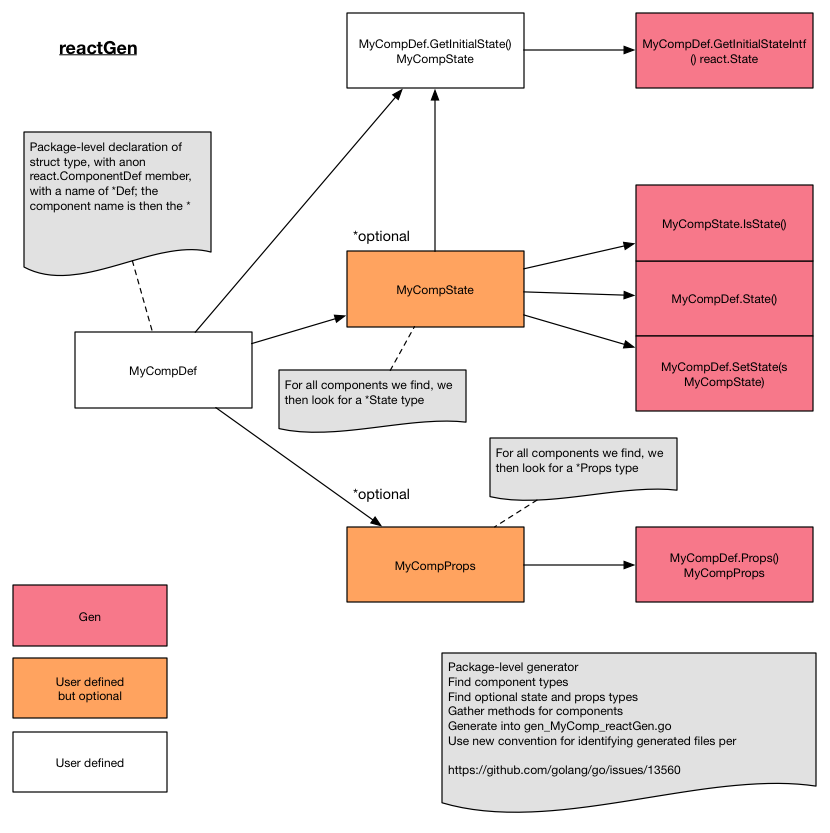 reactGen
MyCompDef.GetInitialState()
MyCompState
MyCompDef.GetInitialStateIntf
() react.State
Package-level declaration of
struct type, with anon
react.ComponentDef member,
with a name of *Def; the
component name is then the *
*optional
MyCompState
MyCompState.IsState()
MyCompDef.State()
MyCompDef.SetState(s
MyCompState)
MyCompDef
For all components we find, we
then look for a *State type
For all components we find, we
then look for a *Props type
*optional
MyCompProps
MyCompDef.Props()
MyCompProps
Gen
User defined
but optional
User defined
Package-level generator
Find component types
Find optional state and props types
Gather methods for components
Generate into gen_MyComp_reactGen.go
Use new convention for identifying generated files per
https://github.com/golang/go/issues/13560